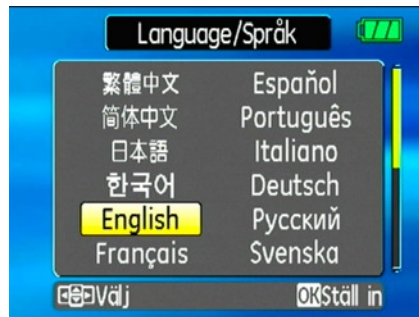 Language/Språk
繁體中文 Español
简体中文 Português
日本語 Italiano
한국어 Deutsch
English Русский
Français Svenska
Välj OK Ställ in